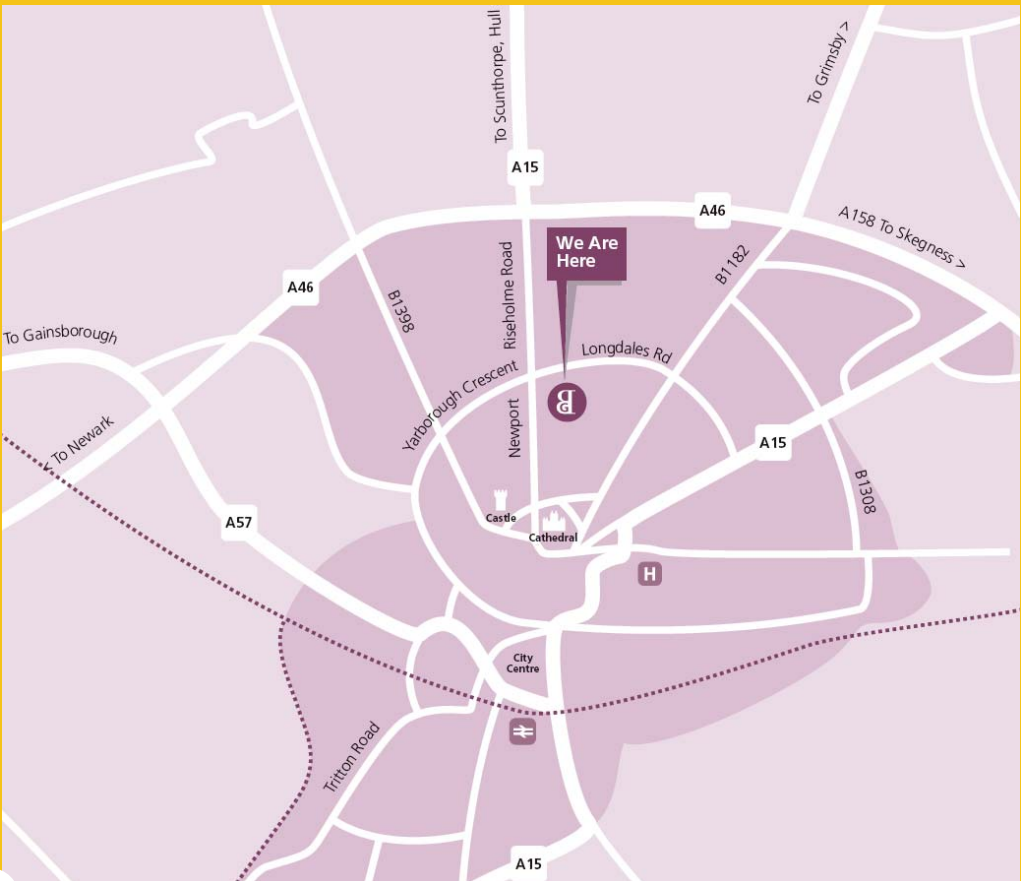 To Scunthorpe, Hull
To Grimsby >
A15
A46
A158 To Skegness >
We Are
Here
B1182
Riseholme Road
A46
B1398
To Gainsborough
Longdales Rd
Yarborough Crescent
Newport
< To Newark
A15
B1308
Castle
A57
Cathedral
H
City
Centre
Tritton Road
A15